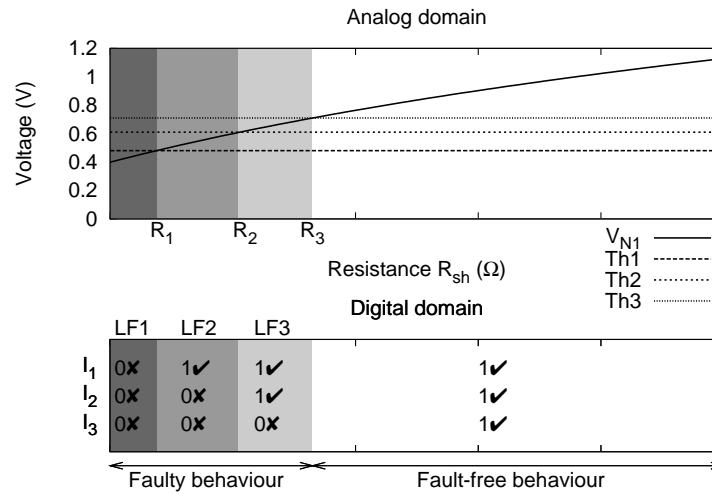 Analog domain
Voltage (V)
1.2
1
0.8
0.6
0.4
0.2
0
R1 R2 R3
Resistance Rsh (Ω)
VN1
Th1
Th2
Th3
Digital domain
LF1 LF2 LF3
I1 0✘ 1✔ 1✔ 1✔
I2 0✘ 0✘ 1✔ 1✔
I3 0✘ 0✘ 0✘ 1✔
Faulty behaviour Fault-free behaviour